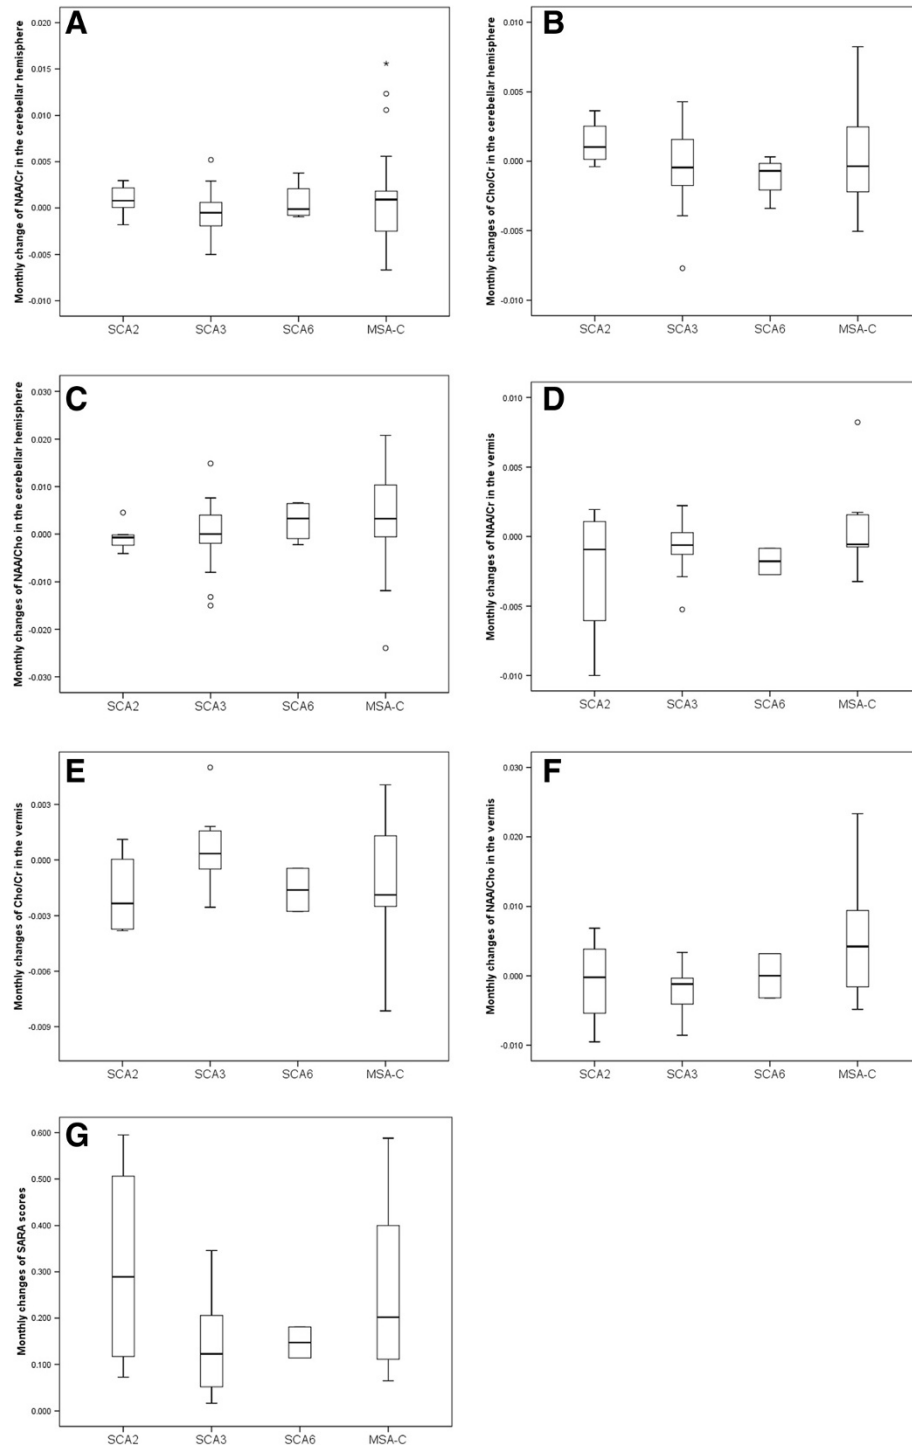 A
Monthly change of NAA/Cr in the cerebellar hemisphere
0.020
0.015
0.010
0.005
0.000
-0.005
-0.010
*
SCA2 SCA3 SCA6 MSA-C
B
Monthly changes of Cho/Cr in the cerebellar hemisphere
0.010
0.005
0.000
-0.005
-0.010
SCA2 SCA3 SCA6 MSA-C
C
Monthly changes of NAA/Cho in the cerebellar hemisphere
0.030
0.020
0.010
0.000
-0.010
-0.020
-0.030
SCA2 SCA3 SCA6 MSA-C
D
Monthly changes of NAA/Cr in the vermis
0.010
0.005
0.000
-0.005
-0.010
SCA2 SCA3 SCA6 MSA-C
E
Monthly changes of Cho/Cr in the vermis
0.003
0.000
-0.003
-0.006
-0.009
SCA2 SCA3 SCA6 MSA-C
F
Monthly changes of NAA/Cho in the vermis
0.030
0.020
0.010
0.000
-0.010
SCA2 SCA3 SCA6 MSA-C
G
Monthly changes of SARA scores
0.600
0.500
0.400
0.300
0.200
0.100
0.000
SCA2 SCA3 SCA6 MSA-C